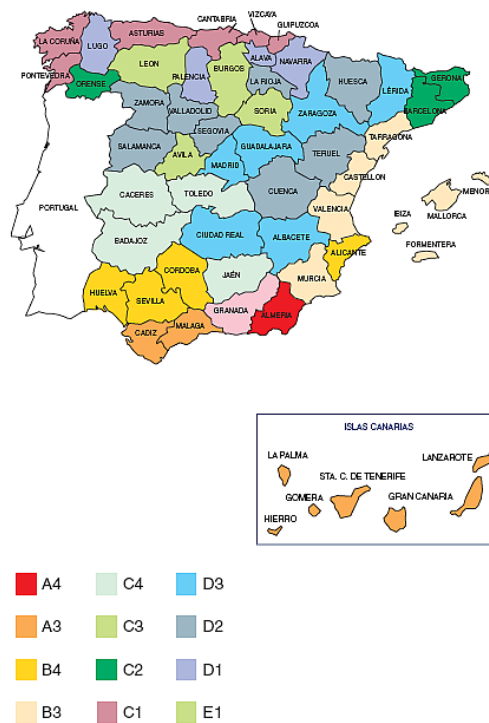 VIZCAYA
CANTABRIA
GUIPUZCOA
ASTURIAS
LA CORUÑA
LUGO
ALAVA
NAVARRA
LEON
PALENCIA
BURGOS
PONTEVEDRA
ORENSE
LA RIOJA
HUESCA
LÉRIDA
GERONA
BARCELONA
ZAMORA
VALLADOLID
SORIA
ZARAGOZA
TARRAGONA
SEGOVIA
SALAMANCA
AVILA
MADRID
GUADALAJARA
TERUEL
CASTELLON
MENOR
CACERES
TOLEDO
CUENCA
PORTUGAL
VALENCIA
IBIZA
MALLORCA
BADAJOZ
CIUDAD REAL
ALBACETE
FORMENTERA
ALICANTE
CORDOBA
JAÉN
MURCIA
HUELVA
SEVILLA
GRANADA
ALMERIA
CADIZ
MALAGA
ISLAS CANARIAS
LA PALMA
LANZAROTE
STA. C. DE TENERIFE
GOMERA
GRAN CANARIA
HIERRO
A4 C4 D3
A3 C3 D2
B4 C2 D1
B3 C1 E1